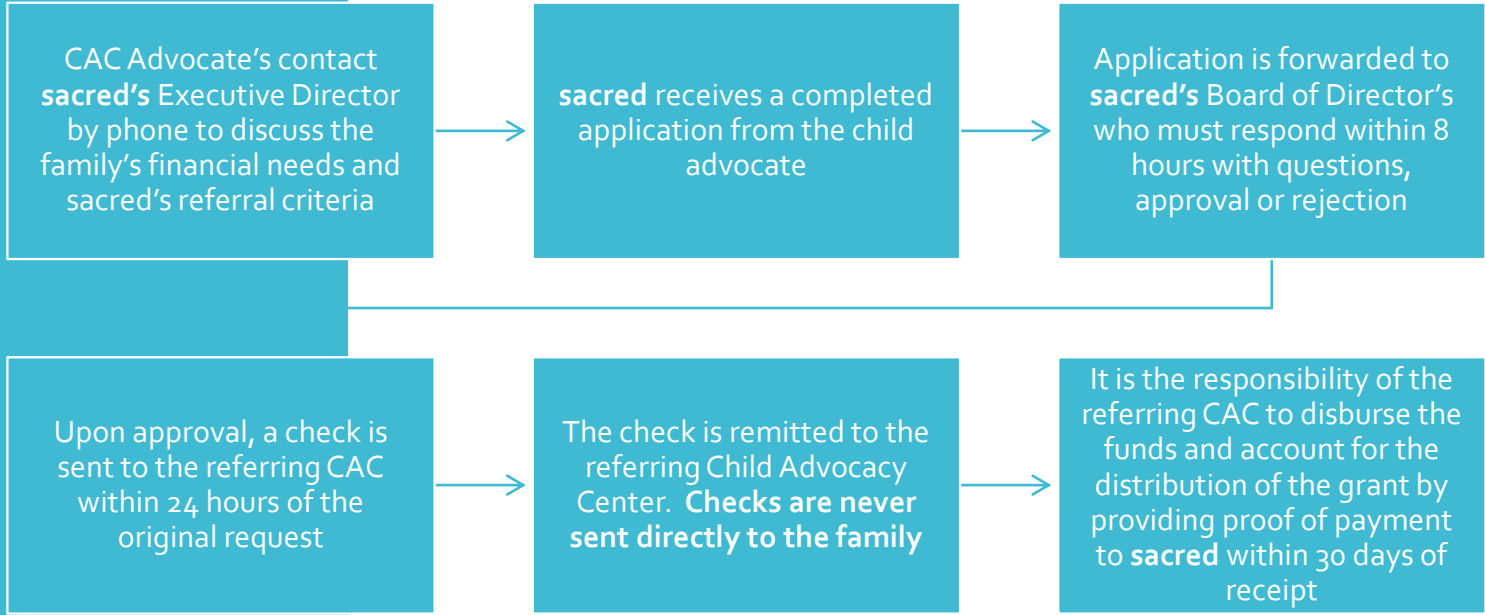 CAC Advocate's contact
sacred's Executive Director
by phone to discuss the
family's financial needs and
sacred's referral criteria
sacred receives a completed
application from the child
advocate
Application is forwarded to
sacred's Board of Director's
who must respond within 8
hours with questions,
approval or rejection
Upon approval, a check is
sent to the referring CAC
within 24 hours of the
original request
The check is remitted to the
referring Child Advocacy
Center.  Checks are never
sent directly to the family
It is the responsibility of the
referring CAC to disburse the
funds and account for the
distribution of the grant by
providing proof of payment
to sacred within 30 days of
receipt